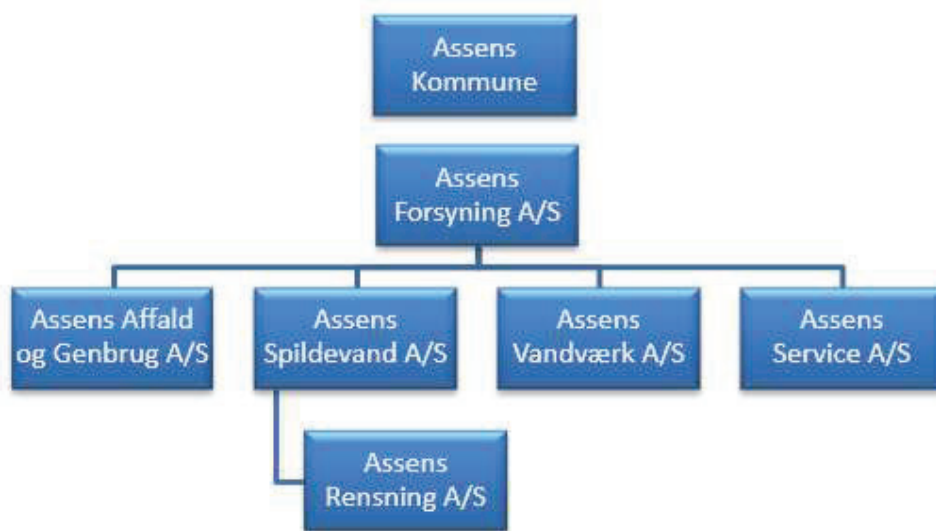 Assens
Kommune
Assens
Forsyning A/S
Assens Affald
og Genbrug A/S
Assens
Spildevand A/S
Assens
Vandværk A/S
Assens
Service A/S
Assens
Rensning A/S